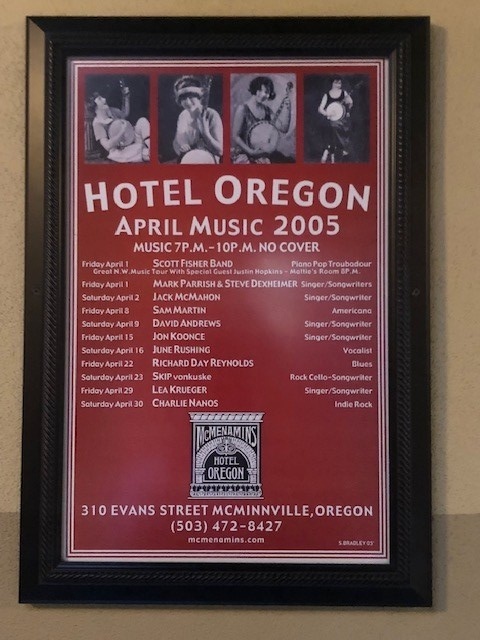 HOTEL OREGON
APRIL MUSIC 2005
MUSIC 7P.M.-10P.M. NO COVER
Friday April 1 SCOTT FISHER BAND Piano Pop Troubadour
Great N.W. Music Tour With Special Guest Justin Hopkins - Mattie's Room 8P.M.
Friday April 1 MARK PARRISH & STEVE DEXHEIMER Singer/Songwriters
Saturday April 2 JACK MCMAHON Singer/Songwriter
Friday April 8 SAM MARTIN Americana
Saturday April 9 DAVID ANDREWS Singer/Songwriter
Friday April 15 JON KOONCE Singer/Songwriter
Saturday April 16 JUNE RUSHING Vocalist
Friday April 22 RICHARD DAY REYNOLDS Blues
Saturday April 23 SKIP vonkuske Rock Cello-Songwriter
Friday April 29 LEA KRUEGER Singer/Songwriter
Saturday April 30 CHARLIE NANOS Indie Rock
MCMENAMINS
HOTEL
OREGON
310 EVANS STREET MCMINNVILLE, OREGON
(503) 472-8427
mcmenamins.com
S.BRADLEY 05